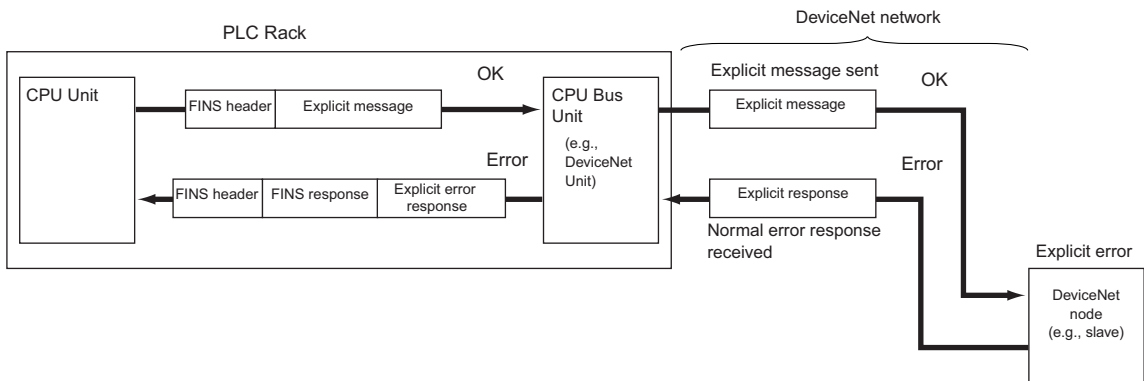 DeviceNet network
PLC Rack
CPU Unit
FINS header
Explicit message
OK
CPU Bus
Unit
(e.g.,
DeviceNet
Unit)
Explicit message sent
Explicit message
OK
Error
FINS header
FINS response
Explicit error
response
Error
Explicit response
Normal error response
received
Explicit error
DeviceNet
node
(e.g., slave)